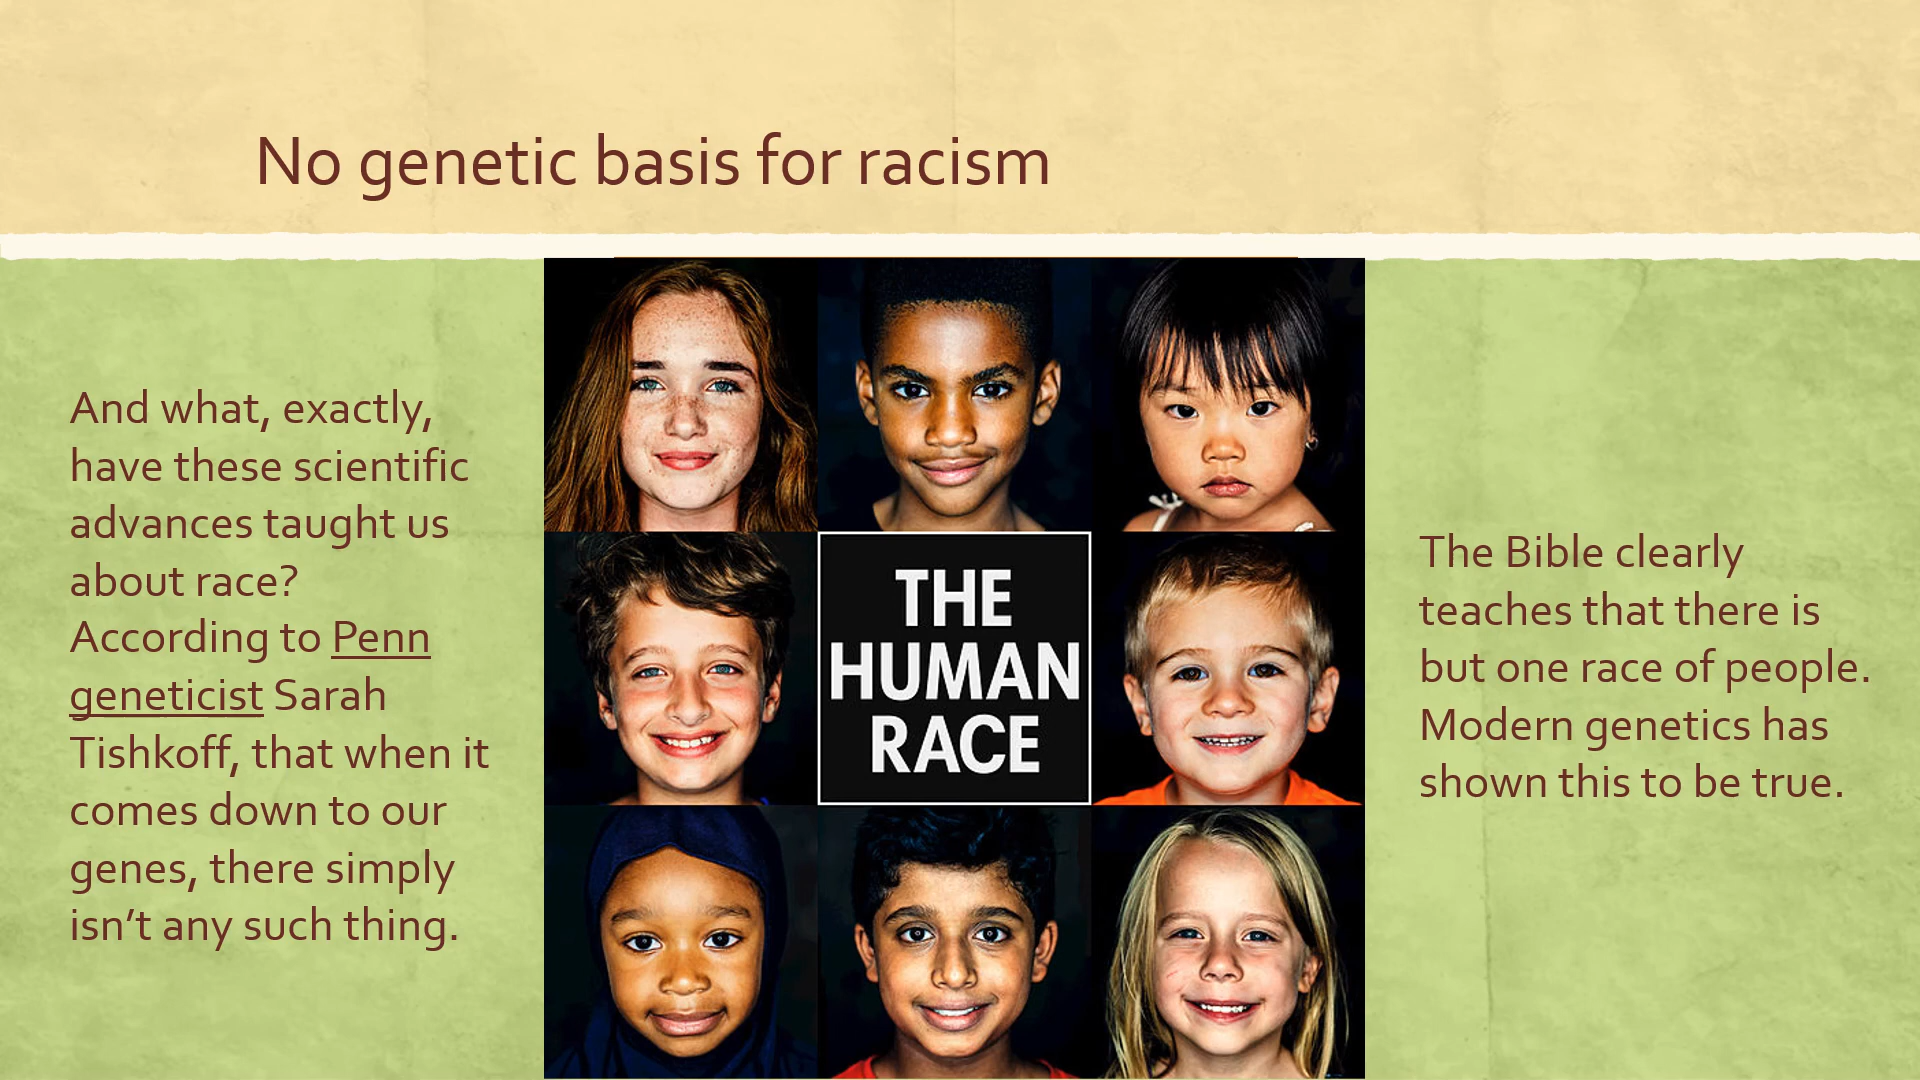 No genetic basis for racism
And what, exactly,
have these scientific
advances taught us
about race?
According to Penn
geneticist Sarah
Tishkoff, that when it
comes down to our
genes, there simply
isn’t any such thing.
THE
HUMAN
RACE
The Bible clearly
teaches that there is
but one race of people.
Modern genetics has
shown this to be true.